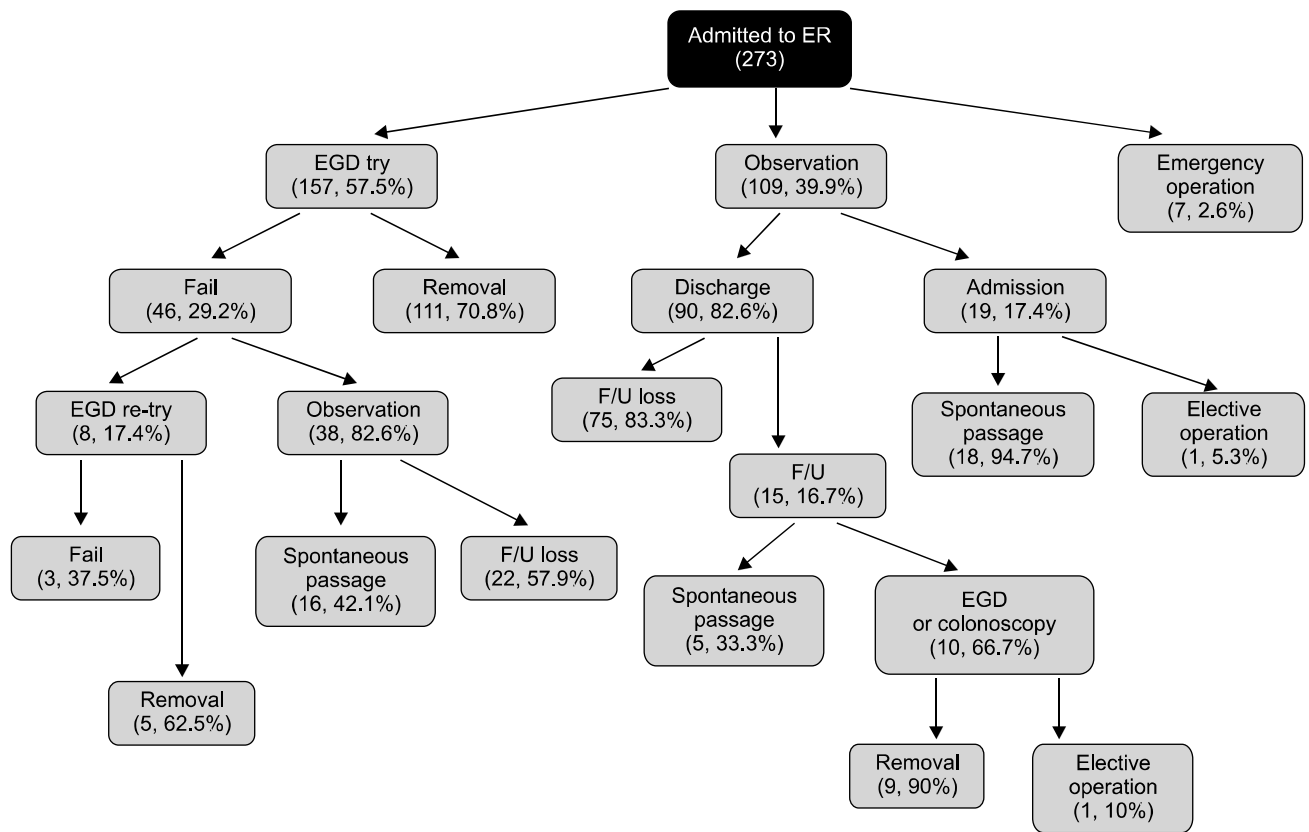 Admitted to ER
(273)
EGD try
(157, 57.5%)
Observation
(109, 39.9%)
Emergency
operation
(7, 2.6%)
Fail
(46, 29.2%)
Removal
(111, 70.8%)
Discharge
(90, 82.6%)
Admission
(19, 17.4%)
EGD re-try
(8, 17.4%)
Observation
(38, 82.6%)
F/U loss
(75, 83.3%)
Spontaneous
passage
(18, 94.7%)
Elective
operation
(1, 5.3%)
F/U
(15, 16.7%)
Fail
(3, 37.5%)
Spontaneous
passage
(16, 42.1%)
F/U loss
(22, 57.9%)
Spontaneous
passage
(5, 33.3%)
EGD
or colonoscopy
(10, 66.7%)
Removal
(5, 62.5%)
Removal
(9, 90%)
Elective
operation
(1, 10%)